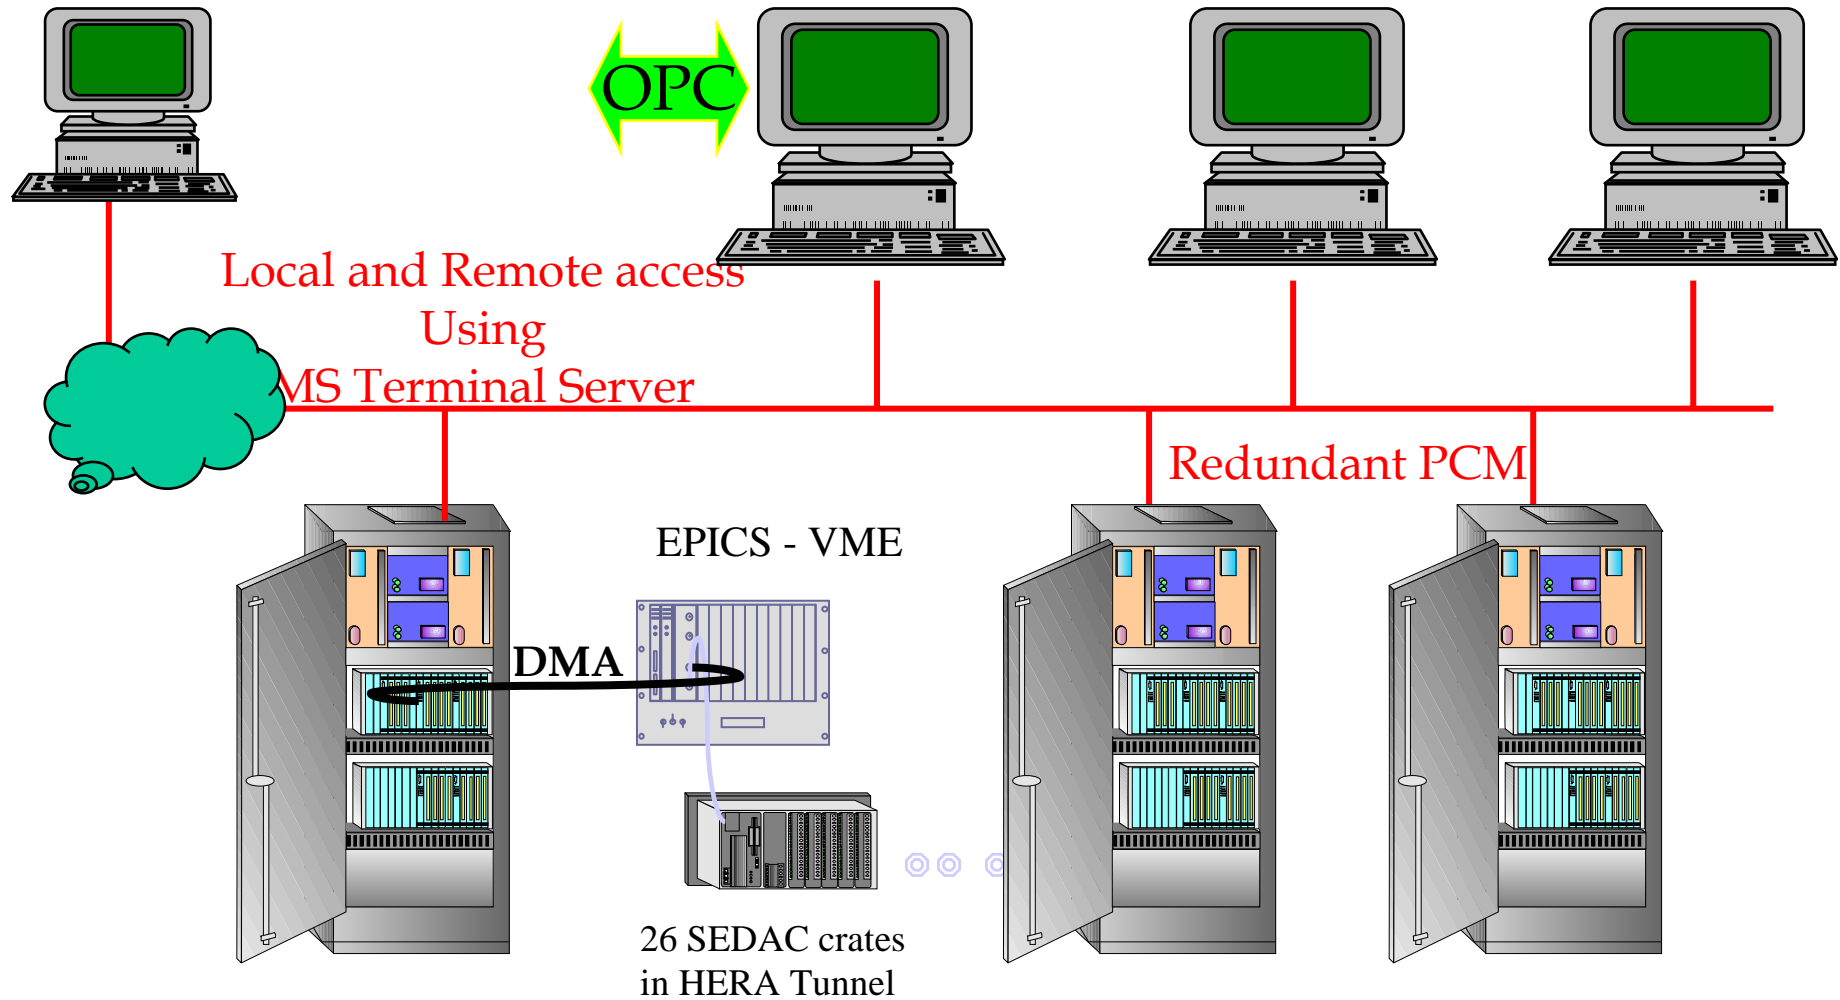 OPC
Local and Remote access
Using
MS Terminal Server
Redundant PCM
EPICS - VME
DMA
26 SEDAC crates
in HERA Tunnel